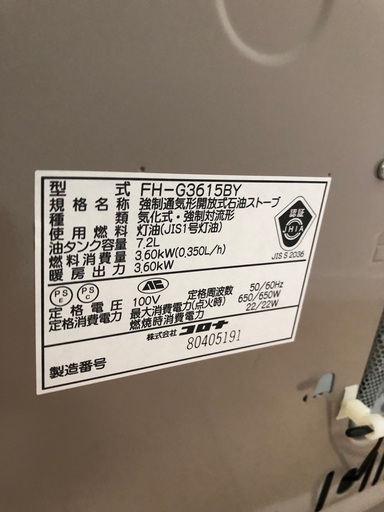 型式 FH-G3615BY
規格名称 強制通気形開放式石油ストーブ
種類 気化式・強制対流形
使用燃料 灯油(JIS1号灯油)
油タンク容量 7.2L
燃料消費量 3.60kW(0.350L/h)
暖房出力 3.60kW
認証
JHIA
JIS S 2036
PS E PS C
定格電圧 100V 定格周波数 50/60Hz
定格消費電力 最大消費電力(点火時) 650/650W
燃焼時消費電力 22/22W
株式会社 コロナ
製造番号 80405191